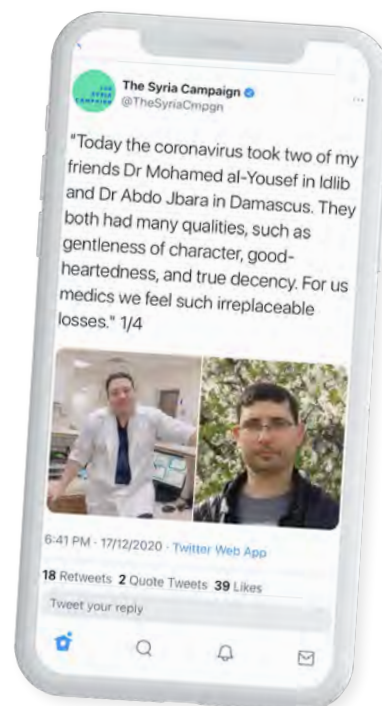 THE
SYRIA
CAMPAIGN
The Syria Campaign
@TheSyriaCmpgn
"Today the coronavirus took two of my
friends Dr Mohamed al-Yousef in Idlib
and Dr Abdo Jbara in Damascus. They
both had many qualities, such as
gentleness of character, good-
heartedness, and true decency. For us
medics we feel such irreplaceable
losses." 1/4
6:41 PM · 17/12/2020 · Twitter Web App
18 Retweets 2 Quote Tweets 39 Likes
Tweet your reply